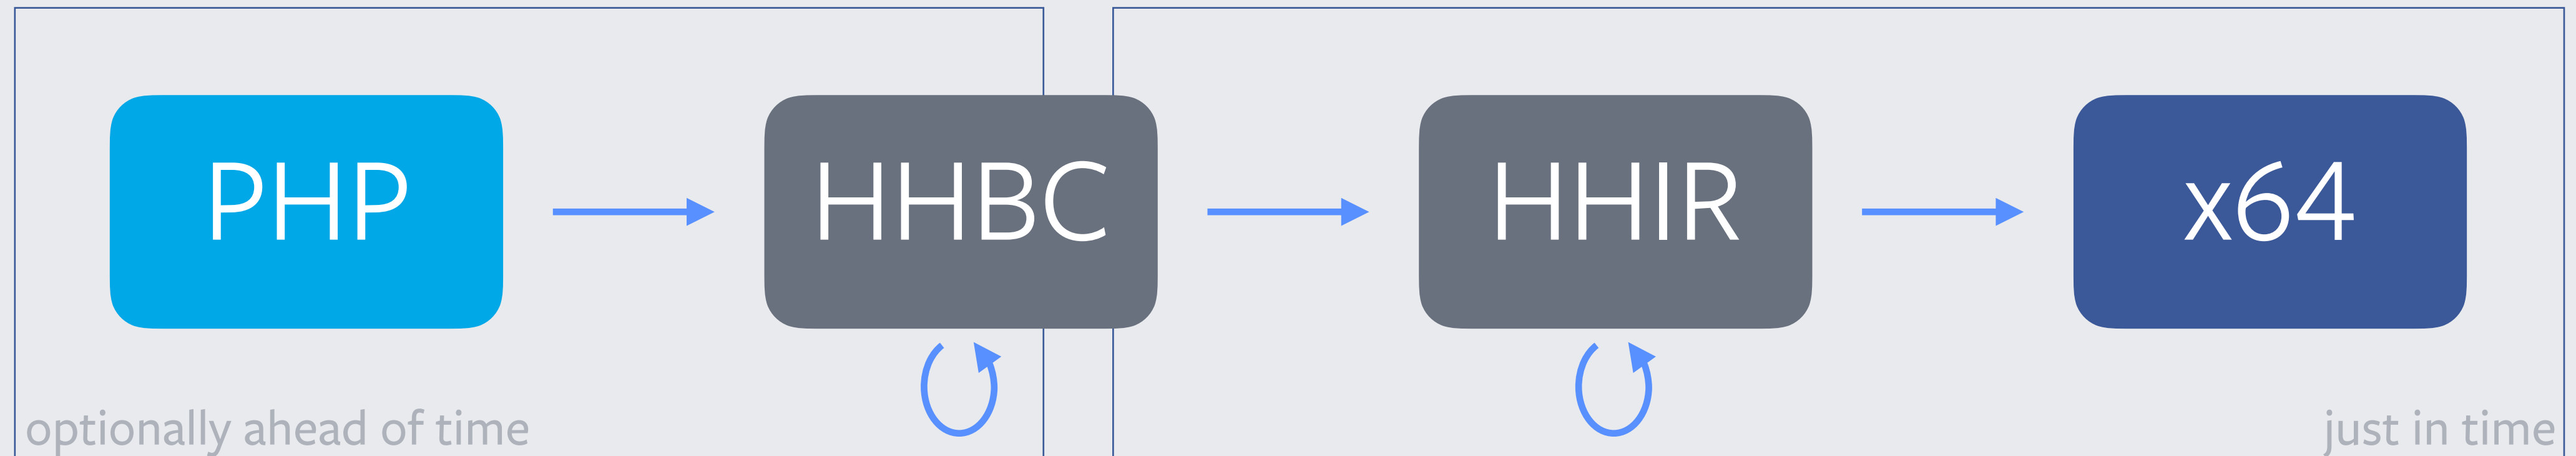 PHP
HHBC
HHIR
x64
optionally ahead of time
just in time